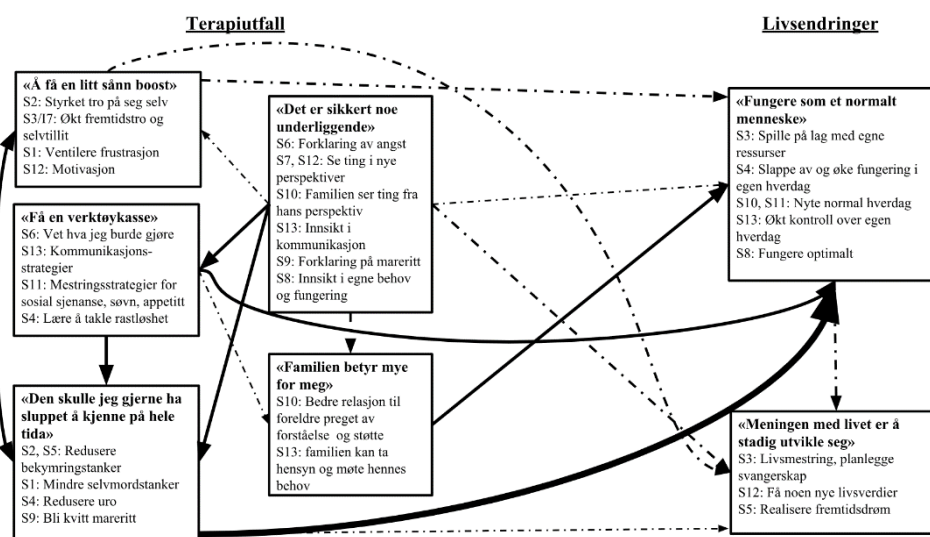 Terapiutfall
Livsendringer
«Å få en litt sånn boost»
S2: Styrket tro på seg selv
S3/I7: Økt fremtidstro og
selvtillit
S1: Ventilere frustrasjon
S12: Motivasjon
«Få en verktøykasse»
S6: Vet hva jeg burde gjøre
S13: Kommunikasjons-
strategier
S11: Mestringsstrategier for
sosial sjenanse, søvn, appetitt
S4: Lære å takle rastløshet
«Den skulle jeg gjerne ha
sluppet å kjenne på hele
tida»
S2, S5: Redusere
bekymringstanker
S1: Mindre selvmordstanker
S4: Redusere uro
S9: Bli kvitt mareritt
«Det er sikkert noe
underliggende»
S6: Forklaring av angst
S7, S12: Se ting i nye
perspektiver
S10: Familien ser ting fra
hans perspektiv
S13: Innsikt i
kommunikasjon
S9: Forklaring på mareritt
S8: Innsikt i egne behov
og fungering
«Familien betyr mye
for meg»
S10: Bedre relasjon til
foreldre preget av
forståelse og støtte
S13: familien kan ta
hensyn og møte hennes
behov
«Fungere som et normalt
menneske»
S3: Spille på lag med egne
ressurser
S4: Slappe av og øke fungering i
egen hverdag
S10, S11: Nyte normal hverdag
S13: Økt kontroll over egen
hverdag
S8: Fungere optimalt
«Meningen med livet er å
stadig utvikle seg»
S3: Livsmestring, planlegge
svangerskap
S12: Få noen nye livsverdier
S5: Realisere fremtidsdrøm